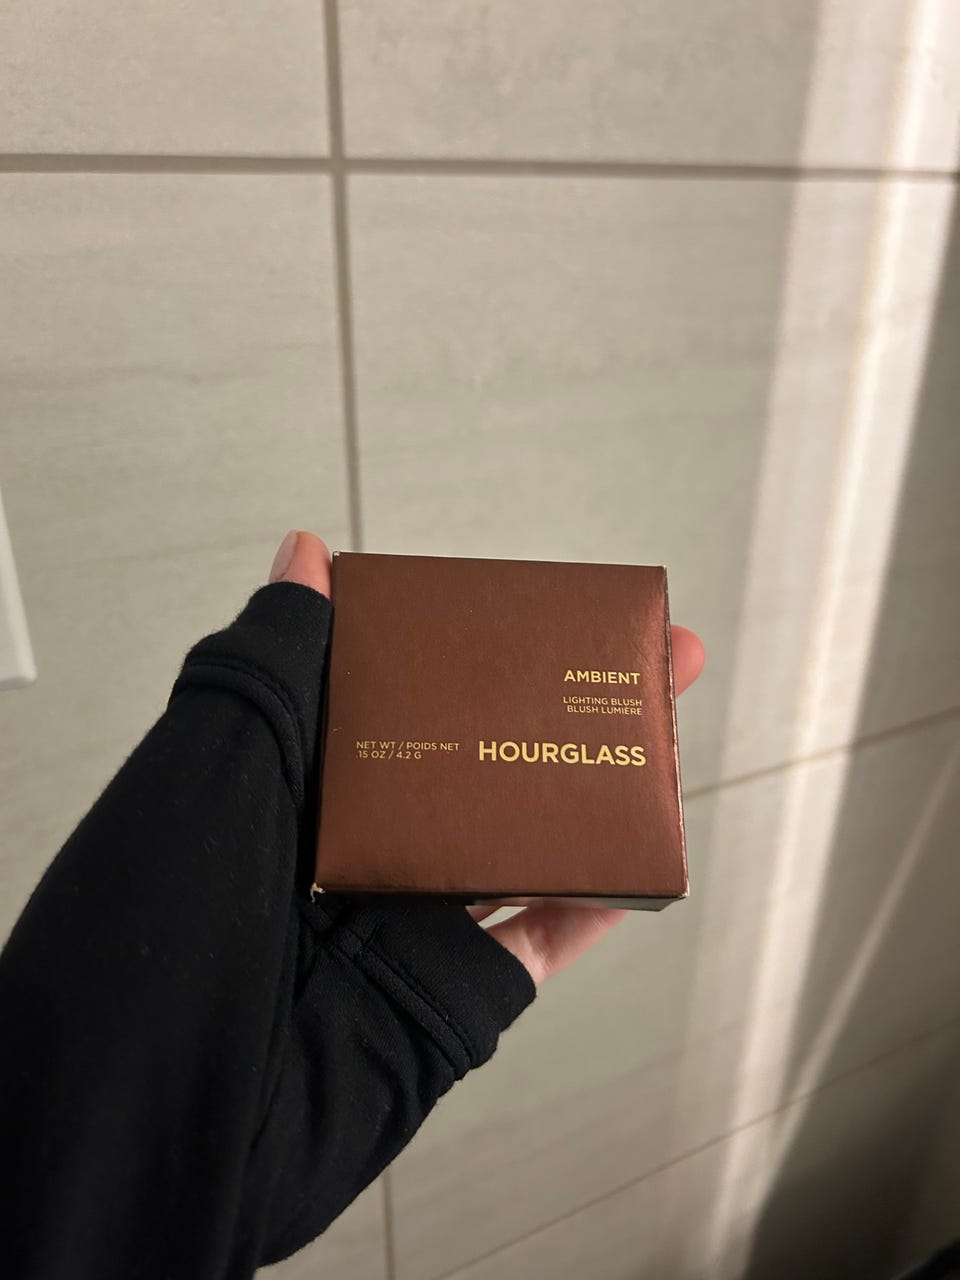 AMBIENT
LIGHTING BLUSH
BLUSH LUMIÈRE
NET WT / POIDS NET
.15 OZ / 4.2 G
HOURGLASS